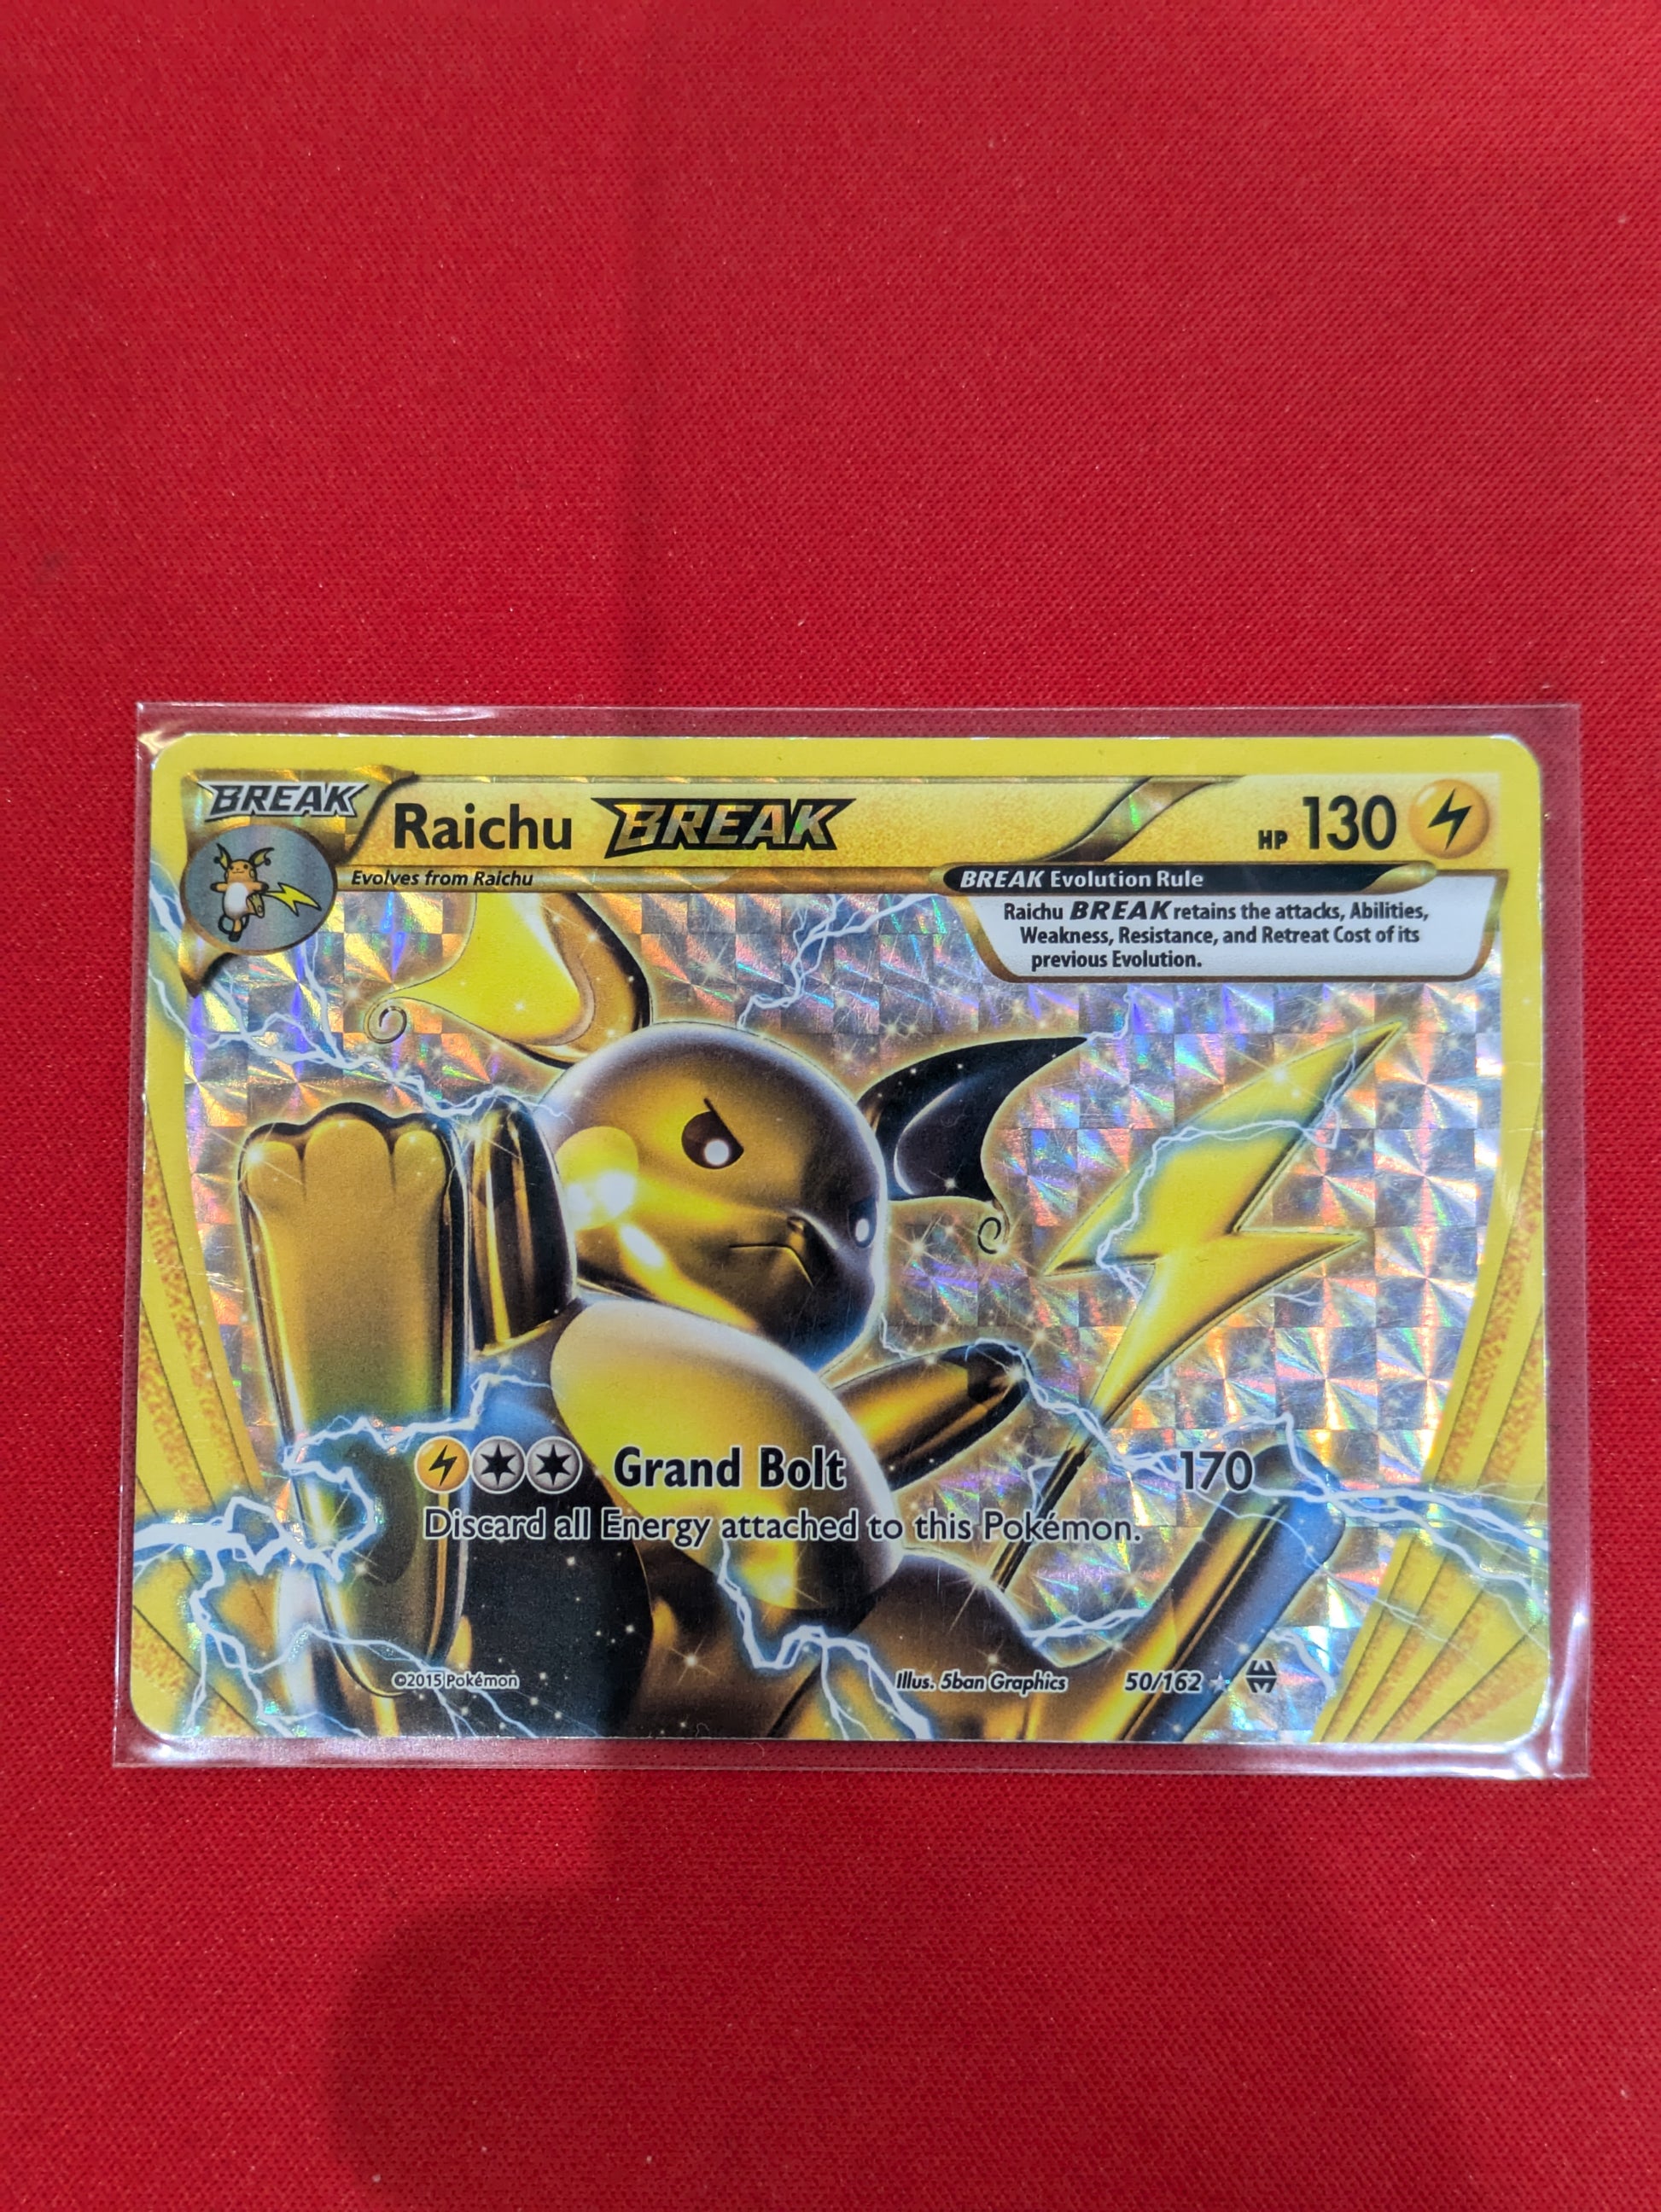 BREAK
Raichu BREAK
HP 130
Evolves from Raichu
BREAK Evolution Rule
Raichu BREAK retains the attacks, Abilities,
Weakness, Resistance, and Retreat Cost of its
previous Evolution.
Grand Bolt 170
Discard all Energy attached to this Pokémon.
©2015 Pokémon
Illus. 5ban Graphics
50/162